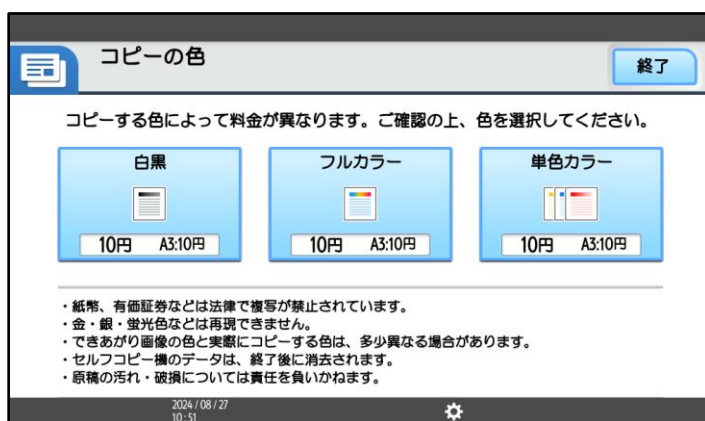 コピーの色
終了
コピーする色によって料金が異なります。ご確認の上、色を選択してください。
白黒
10円 A3:10円
フルカラー
10円 A3:10円
単色カラー
10円 A3:10円
・紙幣、有価証券などは法律で複写が禁止されています。
・金・銀・蛍光色などは再現できません。
・できあがり画像の色と実際にコピーする色は、多少異なる場合があります。
・セルフコピー機のデータは、終了後に消去されます。
・原稿の汚れ・破損については責任を負いかねます。
2024/08/27
10:51